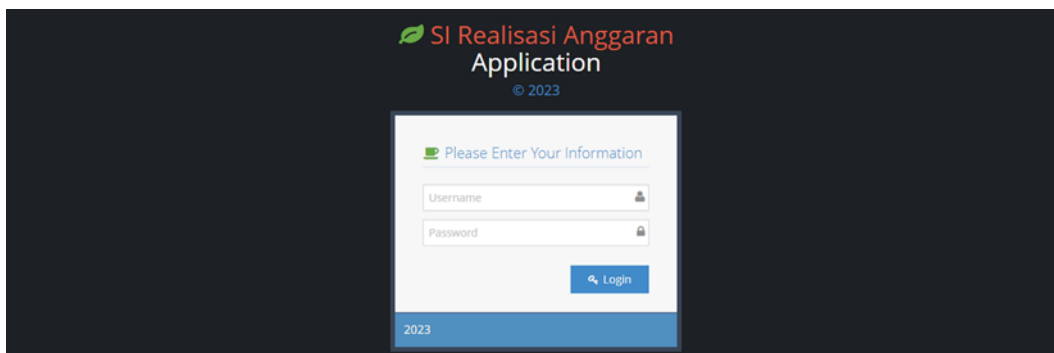 SI Realisasi Anggaran
Application
© 2023
Please Enter Your Information
Username
Password
Login
2023